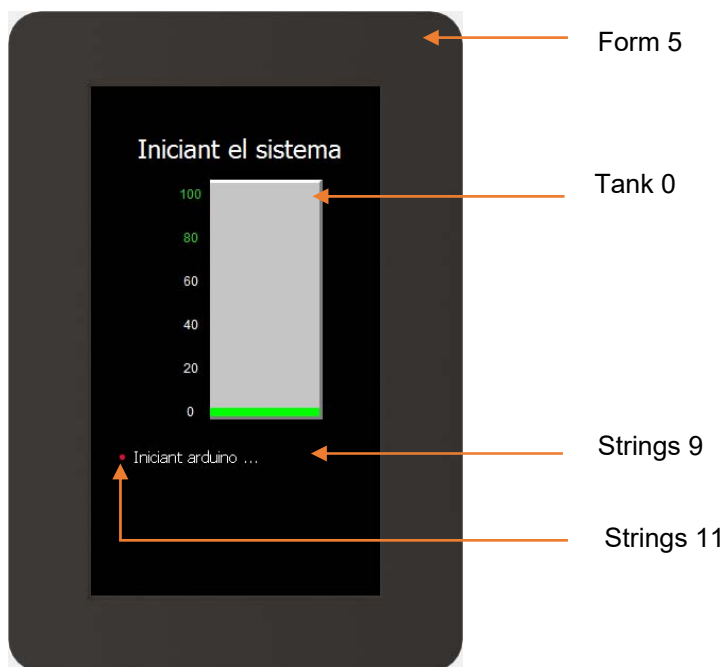 Form 5
Iniciant el sistema
Tank 0
100
80
60
40
20
0
Strings 9
Iniciant arduino ...
Strings 11